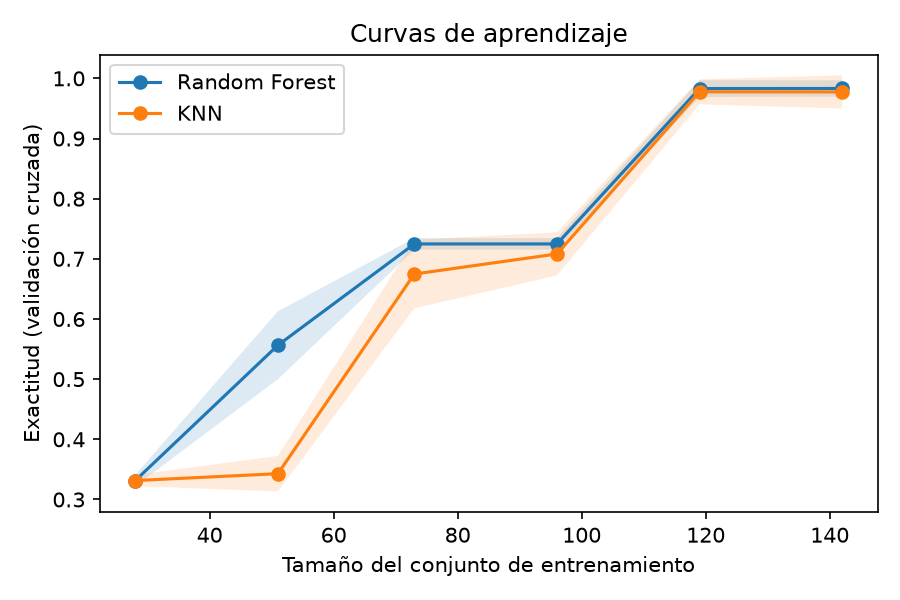 Curvas de aprendizaje
Random Forest
KNN
Exactitud (validación cruzada)
1.0
0.9
0.8
0.7
0.6
0.5
0.4
0.3
40
60
80
100
120
140
Tamaño del conjunto de entrenamiento